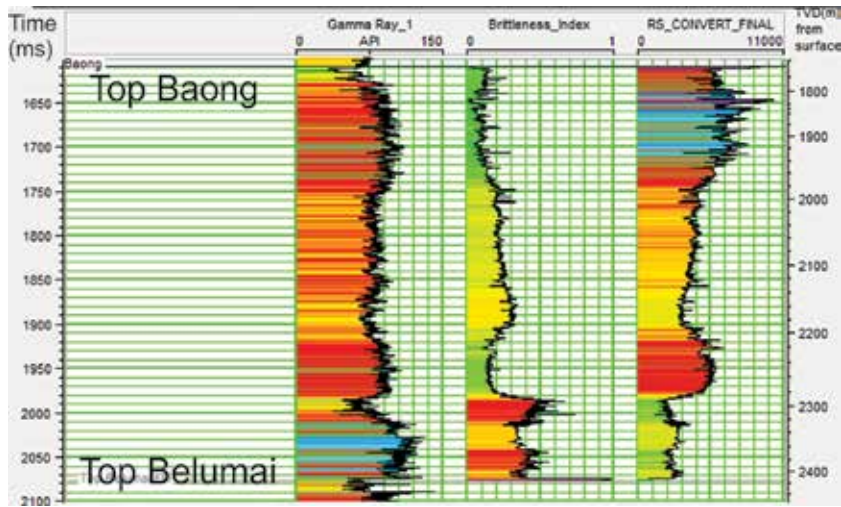 Time
(ms)
Gamma Ray_1
0 API 150
Brittleness_Index
0 1
RS_CONVERT_FINAL
0 11000
TVD(m)
from
surface
Baong
Top Baong
1650
1700
1750
1800
1850
1900
1950
2000
2050
2100
1800
1900
2000
2100
2200
2300
2400
Top Belumai